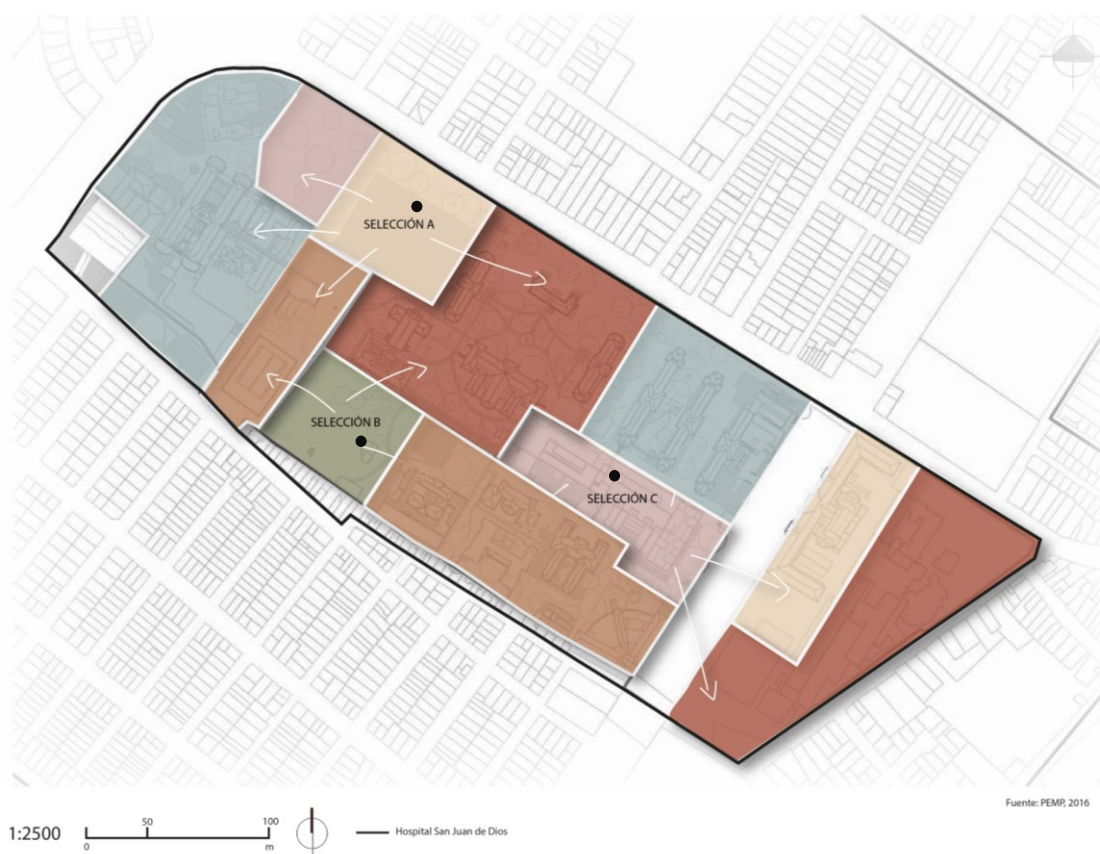 SELECCIÓN A
SELECCIÓN B
SELECCIÓN C
Fuente: PEMP, 2016
1:2500
50
100
0
m
Hospital San Juan de Dios